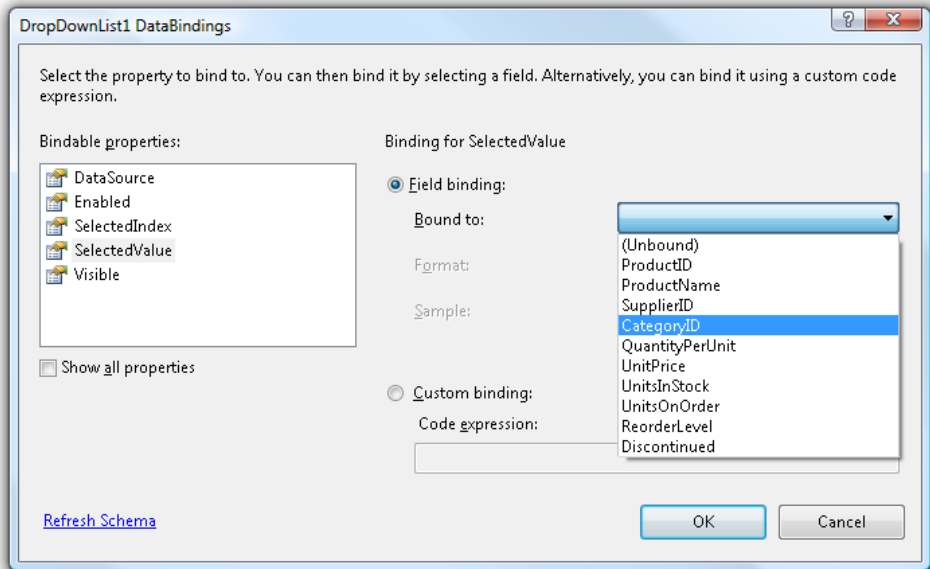 DropDownList1 DataBindings
?
X
Select the property to bind to. You can then bind it by selecting a field. Alternatively, you can bind it using a custom code
expression.
Bindable properties:
DataSource
Enabled
SelectedIndex
SelectedValue
Visible
Show all properties
Binding for SelectedValue
Field binding:
Bound to:
(Unbound)
ProductID
ProductName
SupplierID
CategoryID
QuantityPerUnit
UnitPrice
UnitsInStock
UnitsOnOrder
ReorderLevel
Discontinued
Format:
Sample:
Custom binding:
Code expression:
Refresh Schema
OK
Cancel